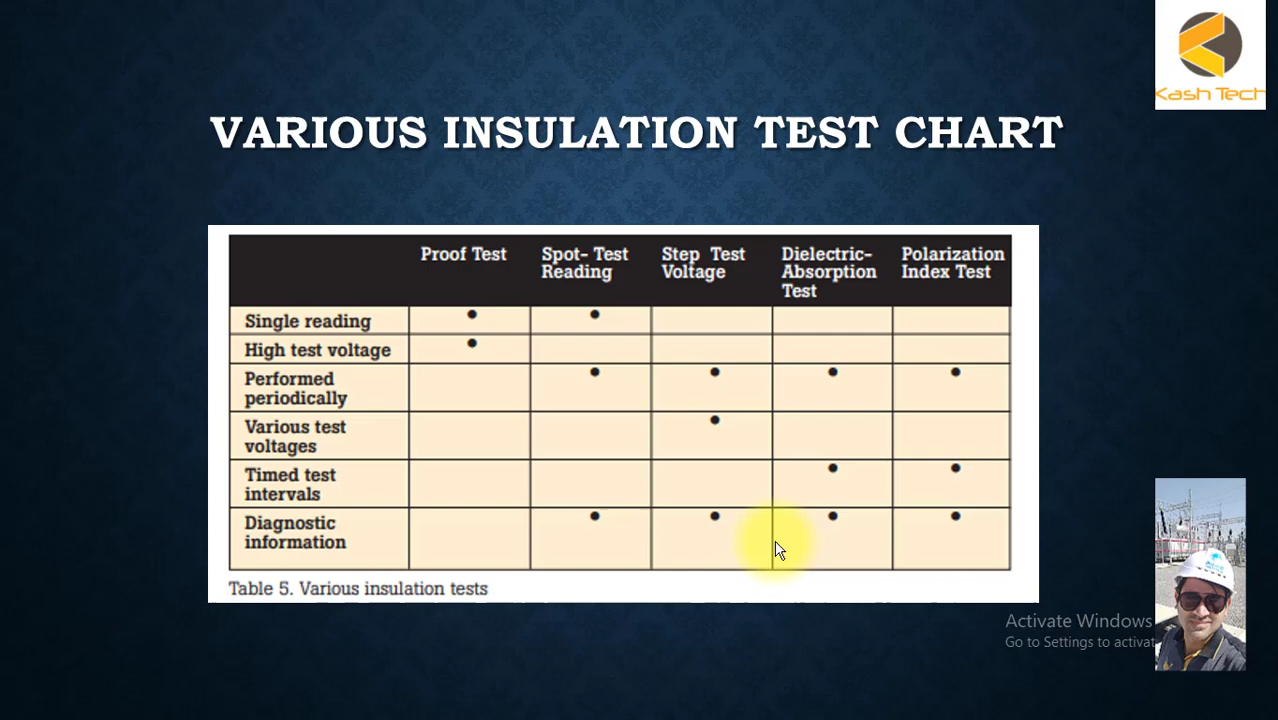 Kash Tech
VARIOUS INSULATION TEST CHART
Proof Test
Spot- Test
Reading
Step Test
Voltage
Dielectric-
Absorption
Test
Polarization
Index Test
Single reading
•
•
High test voltage
•
Performed
periodically
•
•
•
•
Various test
voltages
•
Timed test
intervals
•
•
Diagnostic
information
•
•
•
•
Table 5. Various insulation tests
Activate Windows
Go to Settings to activat